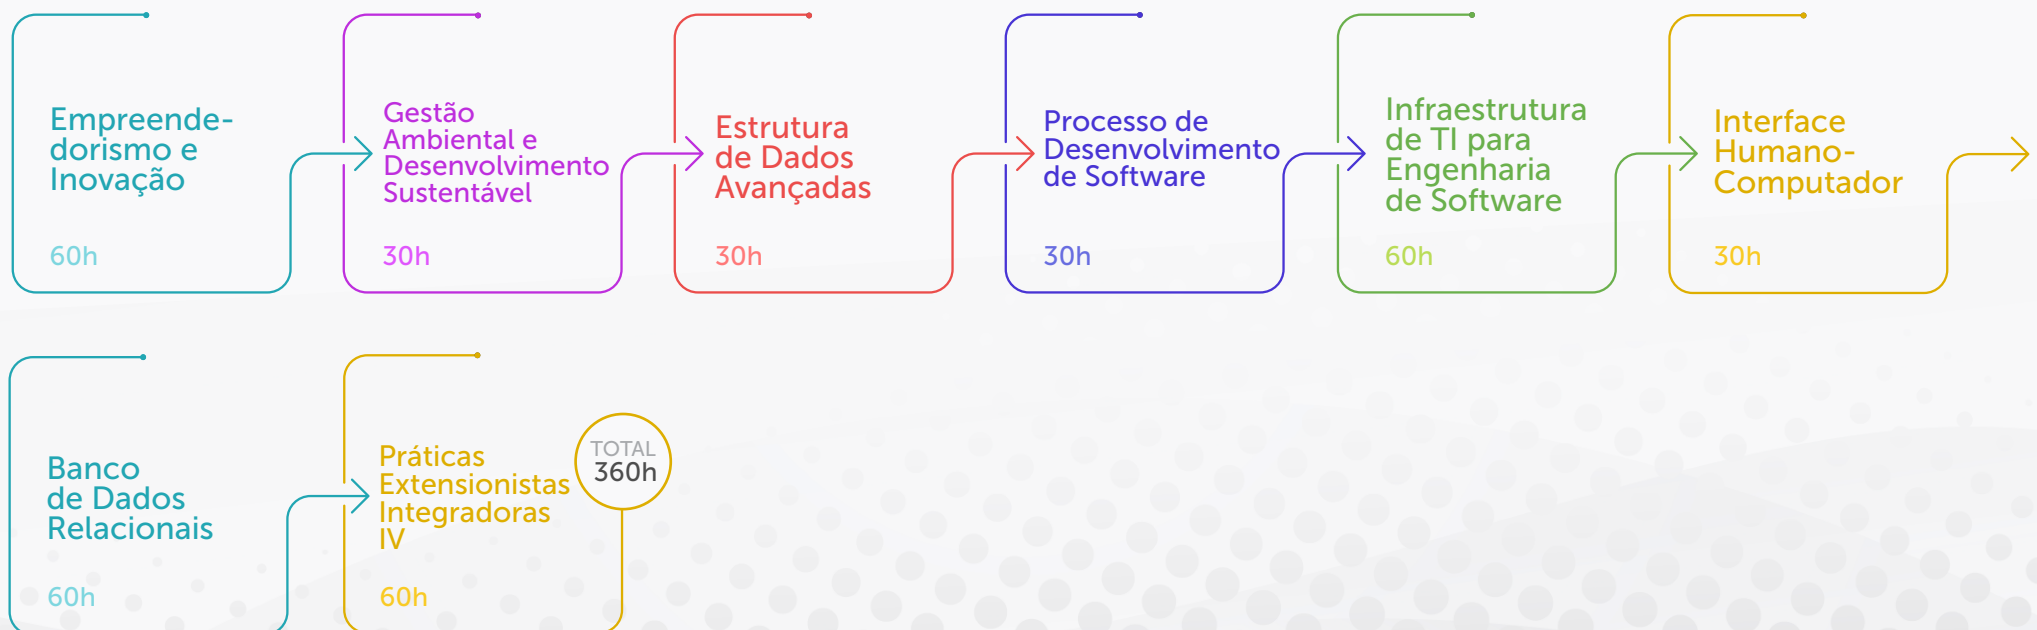 Empreende-
dorismo e
Inovação
60h
Gestão
Ambiental e
Desenvolvimento
Sustentável
30h
Estrutura
de Dados
Avançadas
30h
Processo de
Desenvolvimento
de Software
30h
Infraestrutura
de TI para
Engenharia
de Software
60h
Interface
Humano-
Computador
30h
Banco
de Dados
Relacionais
60h
Práticas
Extensionistas
Integradoras
IV
60h
TOTAL
360h